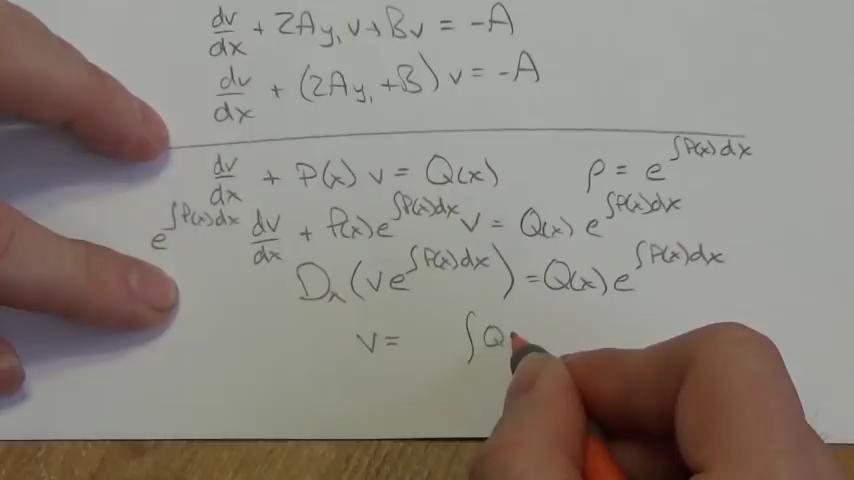 dv/dx + 2Ay₁v + Bv = -A
dv/dx + (2Ay₁ + B) v = -A
dv/dx + P(x) v = Q(x) ρ = e^∫P(x)dx
e^∫P(x)dx dv/dx + P(x)e^∫P(x)dx v = Q(x) e^∫P(x)dx
Dₓ(ve^∫P(x)dx) = Q(x)e^∫P(x)dx
v = ∫Q